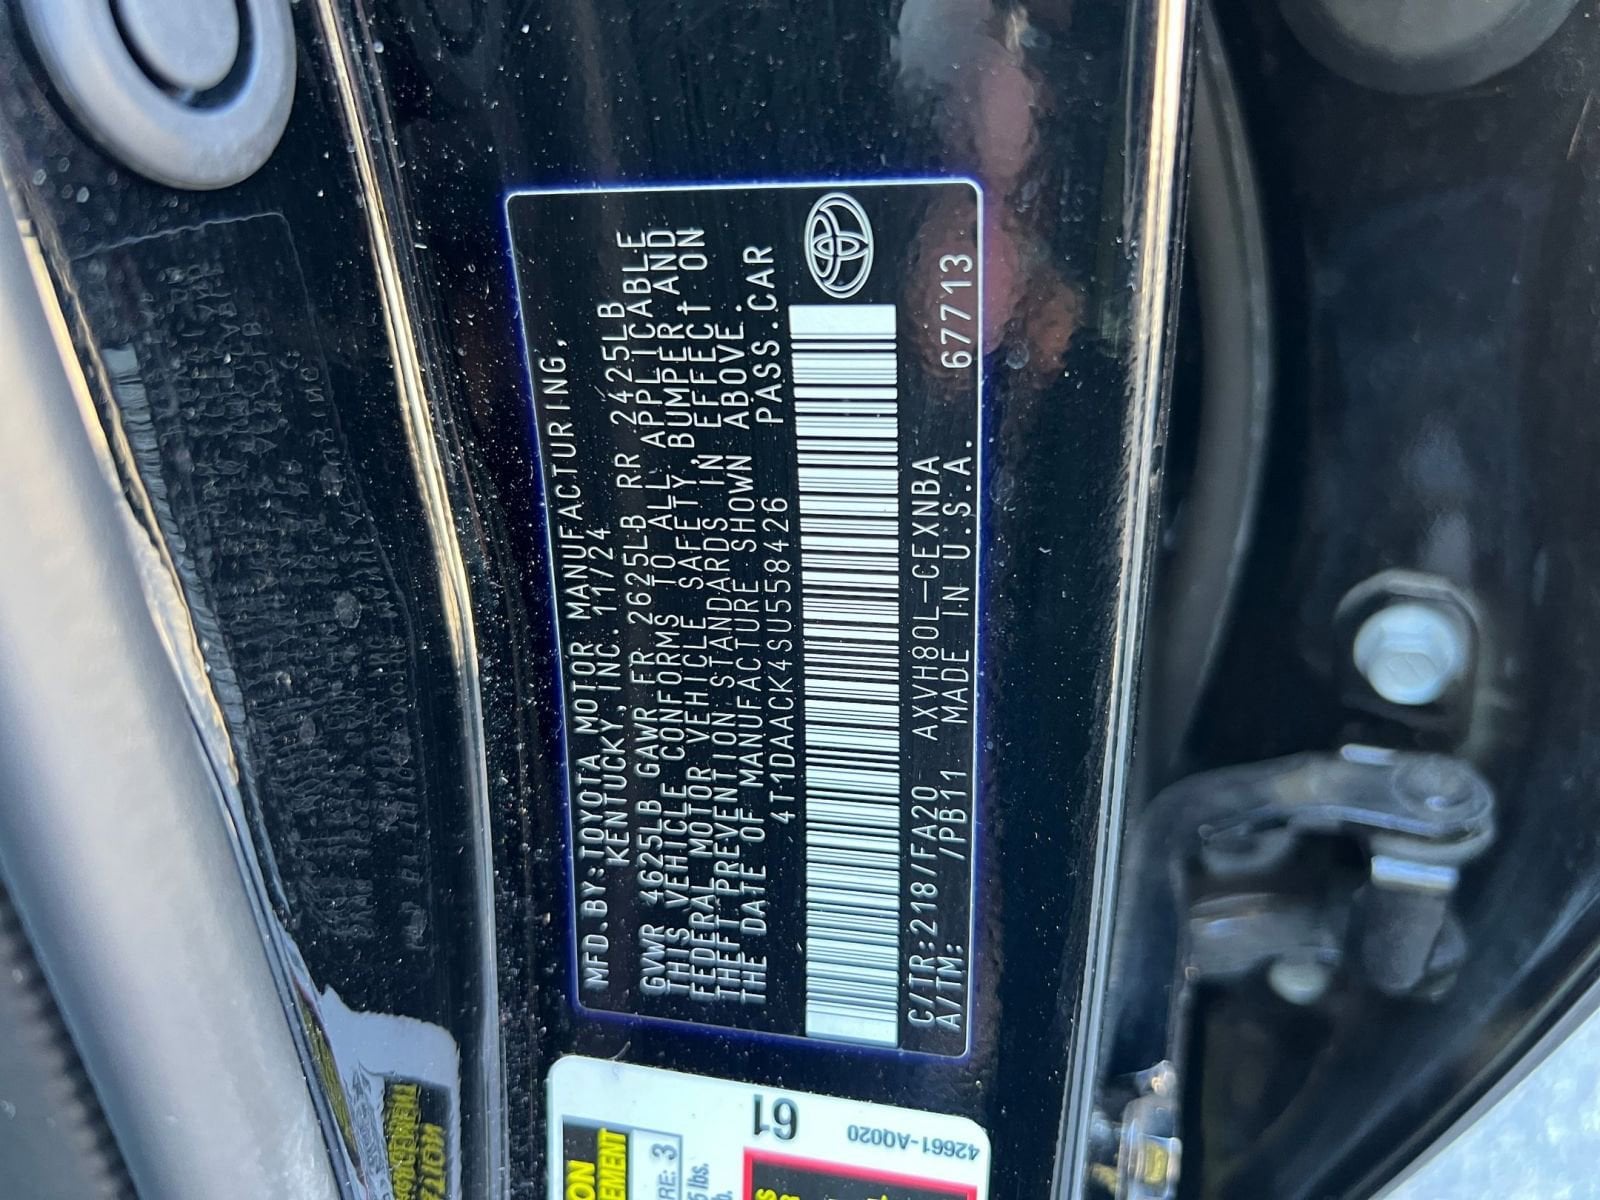 MFD.BY:TOYOTA MOTOR MANUFACTURING,
KENTUCKY,INC.11/24
GVWR 4625LB GAWR FR 2625LB RR 2425LB
THIS VEHICLE CONFORMS TO ALL APPLICABLE
FEDERAL MOTOR VEHICLE SAFETY,BUMPER,AND
THEFT PREVENTION STANDARDS IN EFFECT ON
THE DATE OF MANUFACTURE SHOWN ABOVE.
4T1DAACK4SU558426 PASS.CAR
C/TR:218/FA20 AXVH80L-CEXNBA
A/TM: /PB11 MADE IN U.S.A. 67713
61
42661-AQ020